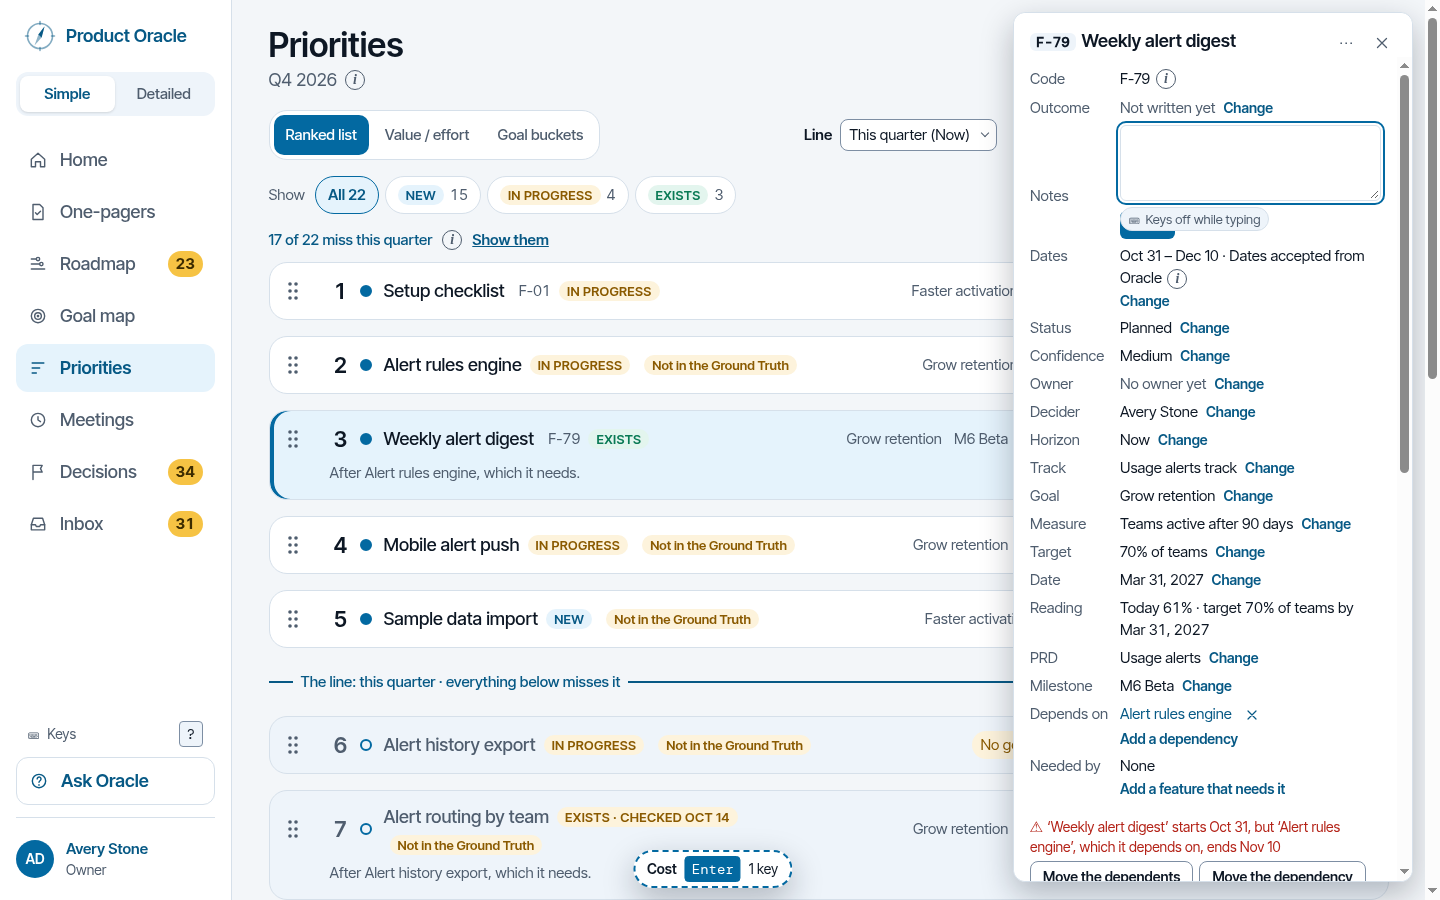 Product Oracle
Simple
Detailed
Home
One-pagers
Roadmap 23
Goal map
Priorities
Meetings
Decisions 34
Inbox 31
Keys ?
Ask Oracle
AD
Avery Stone
Owner
Priorities
Q4 2026 i
Ranked list
Value / effort
Goal buckets
Line
This quarter (Now)
Show
All 22
NEW 15
IN PROGRESS 4
EXISTS 3
17 of 22 miss this quarter i Show them
1 Setup checklist F-01 IN PROGRESS Faster activation
2 Alert rules engine IN PROGRESS Not in the Ground Truth Grow retention
3 Weekly alert digest F-79 EXISTS Grow retention M6 Beta
After Alert rules engine, which it needs.
4 Mobile alert push IN PROGRESS Not in the Ground Truth Grow retention
5 Sample data import NEW Not in the Ground Truth Faster activati
The line: this quarter · everything below misses it
6 Alert history export IN PROGRESS Not in the Ground Truth No g
7 Alert routing by team EXISTS · CHECKED OCT 14 Grow retention
Not in the Ground Truth
After Alert history export, which it needs.
Cost Enter 1 key
F-79 Weekly alert digest
Code F-79 i
Outcome Not written yet Change
Notes
Keys off while typing
Dates Oct 31 – Dec 10 · Dates accepted from
Oracle i
Change
Status Planned Change
Confidence Medium Change
Owner No owner yet Change
Decider Avery Stone Change
Horizon Now Change
Track Usage alerts track Change
Goal Grow retention Change
Measure Teams active after 90 days Change
Target 70% of teams Change
Date Mar 31, 2027 Change
Reading Today 61% · target 70% of teams by
Mar 31, 2027
PRD Usage alerts Change
Milestone M6 Beta Change
Depends on Alert rules engine
Add a dependency
Needed by None
Add a feature that needs it
⚠ ‘Weekly alert digest’ starts Oct 31, but ‘Alert rules
engine’, which it depends on, ends Nov 10
Move the dependents
Move the dependency